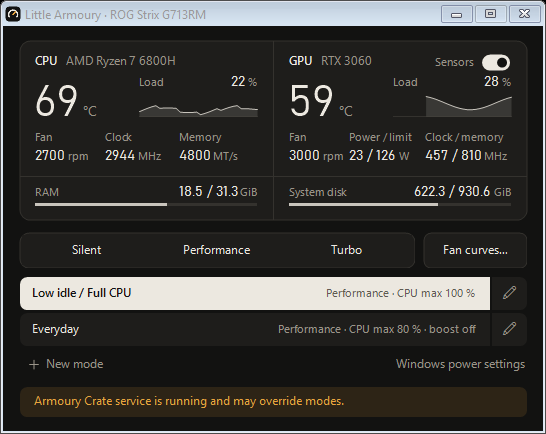 Little Armoury · ROG Strix G713RM
CPU AMD Ryzen 7 6800H
69 °C
Load 22 %
Fan Clock Memory
2700 rpm 2944 MHz 4800 MT/s
RAM 18.5 / 31.3 GiB
GPU RTX 3060 Sensors
59 °C
Load 28 %
Fan Power / limit Clock / memory
3000 rpm 23 / 126 W 457 / 810 MHz
System disk 622.3 / 930.6 GiB
Silent Performance Turbo Fan curves...
Low idle / Full CPU Performance · CPU max 100 %
Everyday Performance · CPU max 80 % · boost off
+ New mode Windows power settings
Armoury Crate service is running and may override modes.